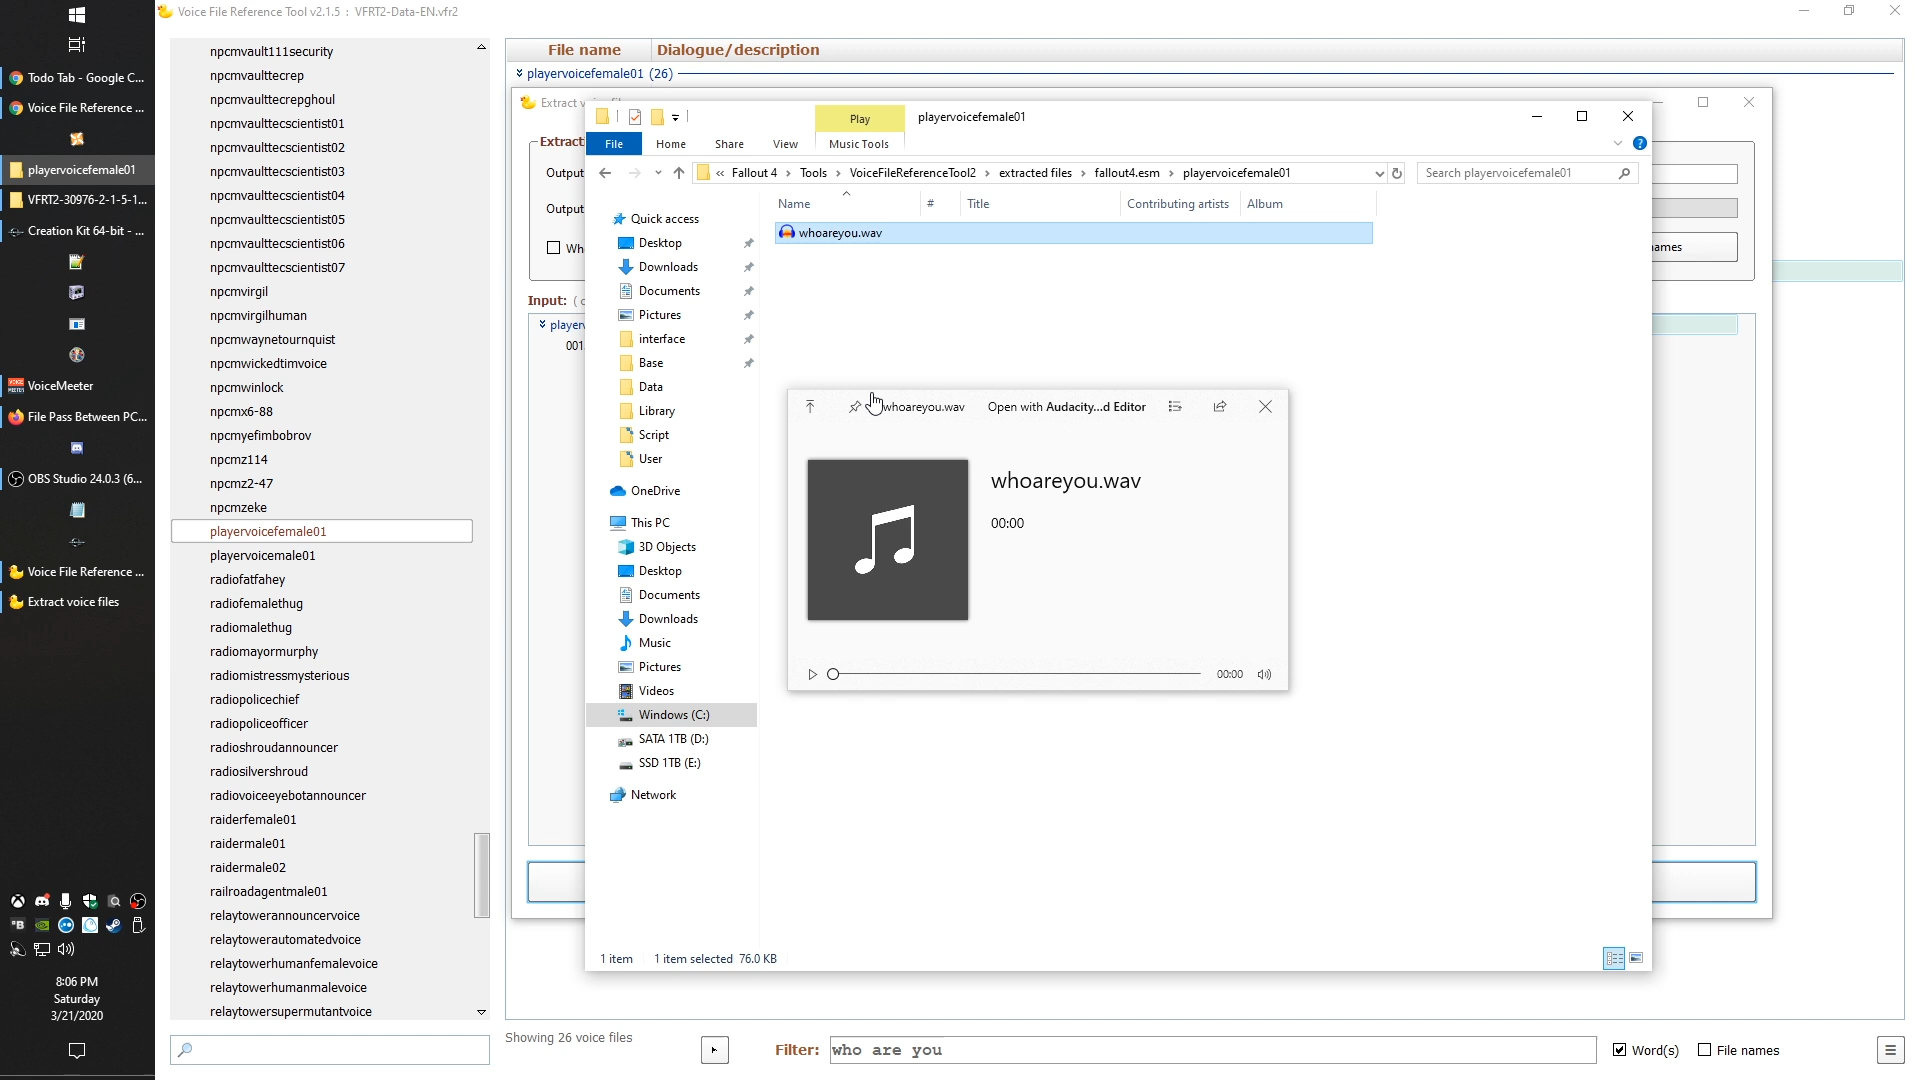 Voice File Reference Tool v2.1.5 : VFRT2-Data-EN.vfr2
Todo Tab - Google C...
Voice File Reference ...
playervoicefemale01
VFRT2-30976-2-1-5-1...
Creation Kit 64-bit - ...
VoiceMeeter
File Pass Between PC...
OBS Studio 24.0.3 (6...
Voice File Reference ...
Extract voice files
8:06 PM
Saturday
3/21/2020
npcmvault111security
npcmvaulttecrep
npcmvaulttecrepghoul
npcmvaulttecscientist01
npcmvaulttecscientist02
npcmvaulttecscientist03
npcmvaulttecscientist04
npcmvaulttecscientist05
npcmvaulttecscientist06
npcmvaulttecscientist07
npcmvirgil
npcmvirgilhuman
npcmwaynetournquist
npcmwickedtimvoice
npcmwinlock
npcmx6-88
npcmyefimbobrov
npcmz114
npcmz2-47
npcmzeke
playervoicefemale01
playervoicemale01
radiofatfahey
radiofemalethug
radiomalethug
radiomayormurphy
radiomistressmysterious
radiopolicechief
radiopoliceofficer
radioshroudannouncer
radiosilvershroud
radiovoiceeyebotannouncer
raiderfemale01
raidermale01
raidermale02
railroadagentmale01
relaytowerannouncervoice
relaytowerautomatedvoice
relaytowerhumanfemalevoice
relaytowerhumanmalevoice
relaytowersupermutantvoice
File name Dialogue/description
playervoicefemale01 (26)
Extract
Extract
Output
Output
Wh
ames
Input: (
player
001
playervoicefemale01
Play
File Home Share View Music Tools
« Fallout 4 › Tools › VoiceFileReferenceTool2 › extracted files › fallout4.esm › playervoicefemale01
Search playervoicefemale01
Name # Title Contributing artists Album
whoareyou.wav
Quick access
Desktop
Downloads
Documents
Pictures
interface
Base
Data
Library
Script
User
OneDrive
This PC
3D Objects
Desktop
Documents
Downloads
Music
Pictures
Videos
Windows (C:)
SATA 1TB (D:)
SSD 1TB (E:)
Network
whoareyou.wav Open with Audacity...d Editor
whoareyou.wav
00:00
00:00
1 item 1 item selected 76.0 KB
Showing 26 voice files
Filter: who are you
Word(s) File names